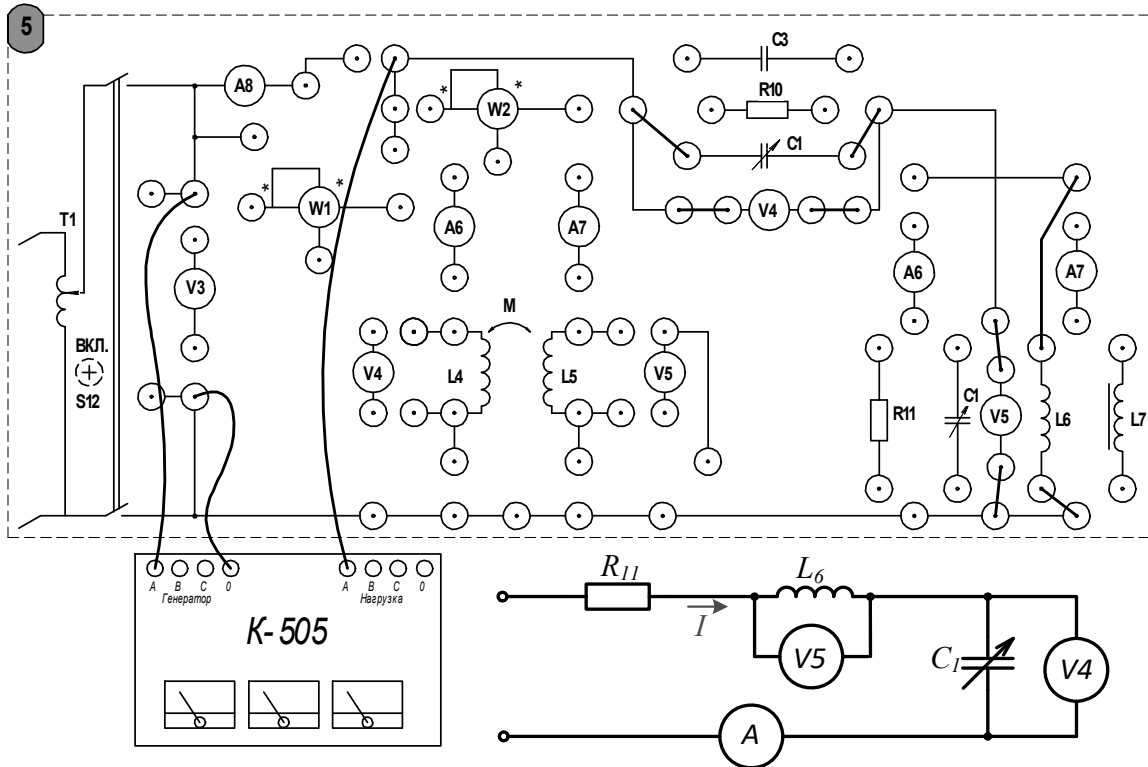 5
C3
A8
* W2 *
R10
C1
* W1 *
V4
T1
A6
A7
A6
A7
V3
M
ВКЛ.
S12
V4
L4
L5
V5
R11
C1
V5
L6
L7
A B C 0
Генератор
A B C 0
Нагрузка
К-505
R11
L6
I
V5
C1
V4
A